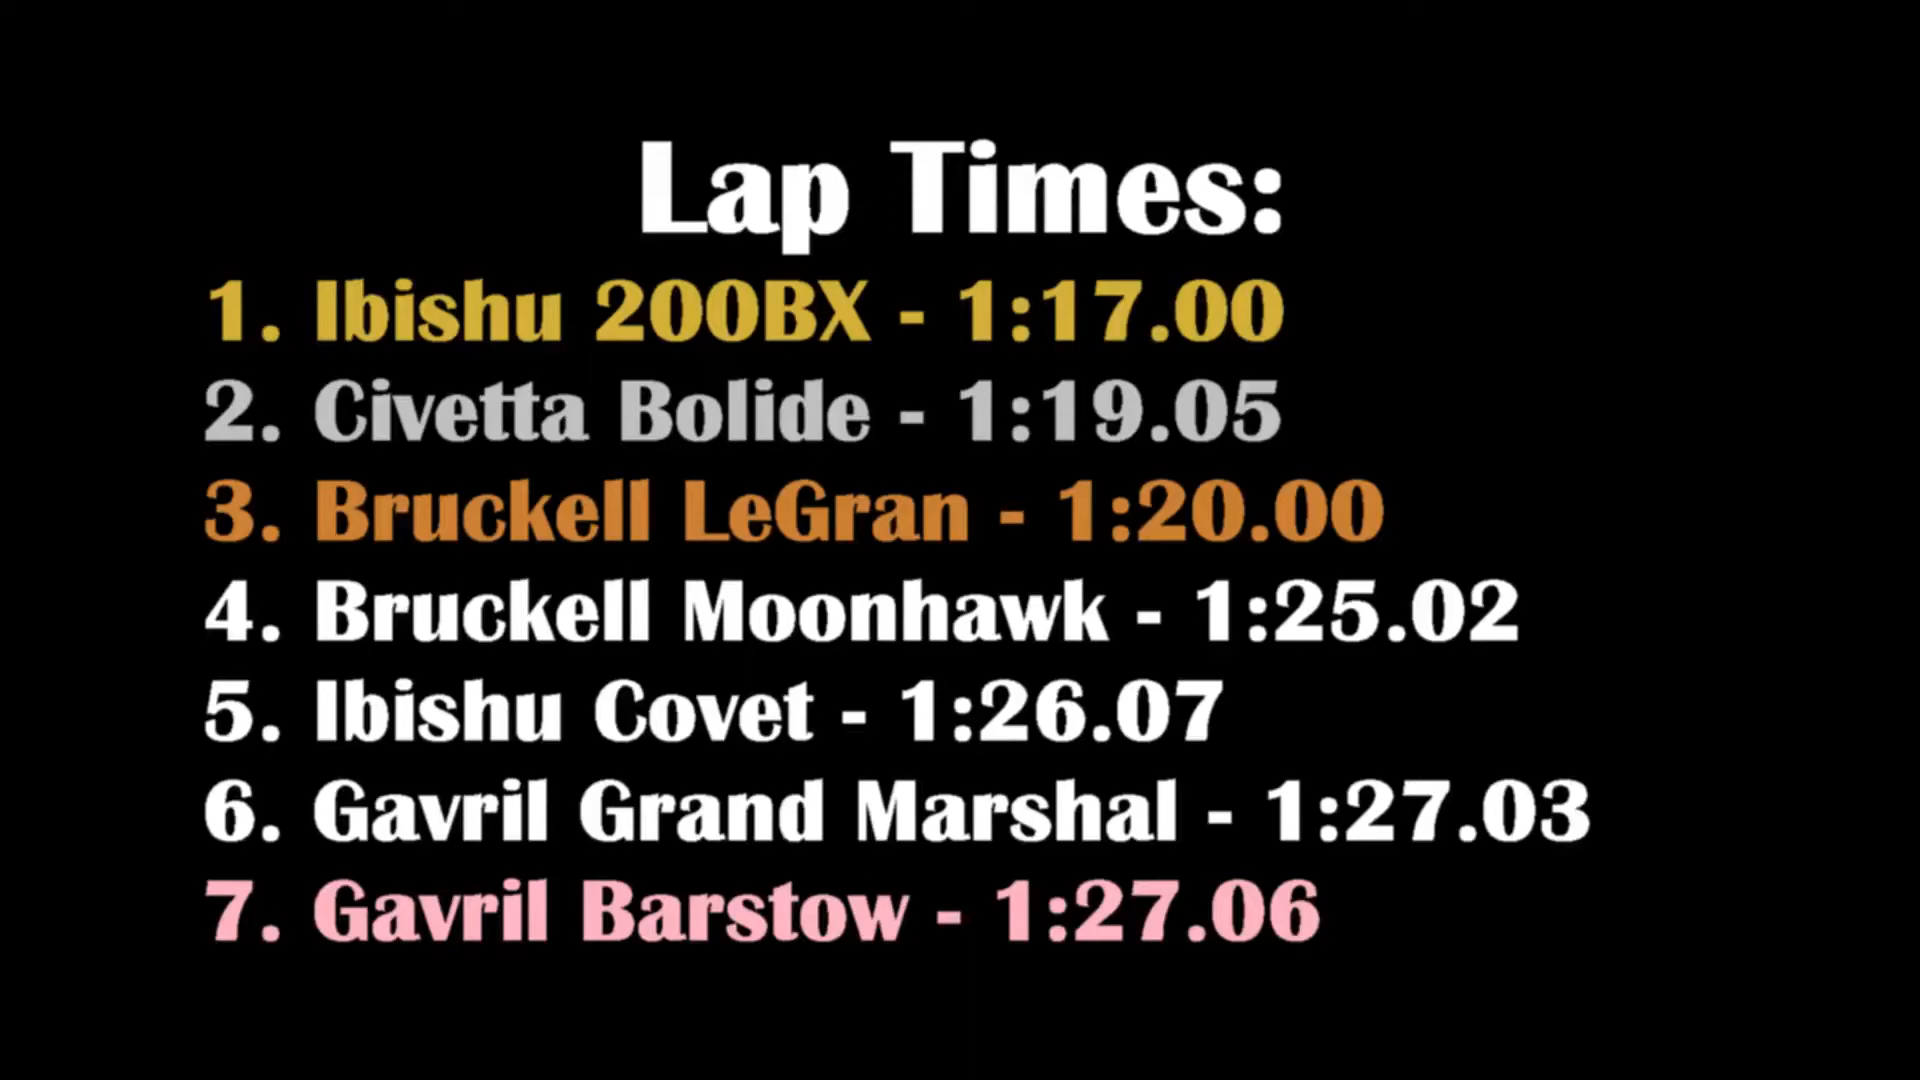 Lap Times:
1. Ibishu 200BX - 1:17.00
2. Civetta Bolide - 1:19.05
3. Bruckell LeGran - 1:20.00
4. Bruckell Moonhawk - 1:25.02
5. Ibishu Covet - 1:26.07
6. Gavril Grand Marshal - 1:27.03
7. Gavril Barstow - 1:27.06